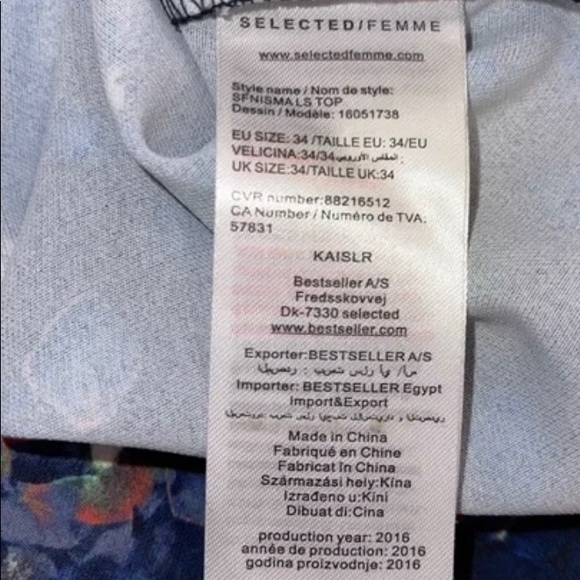 SELECTED/FEMME
www.selectedfemme.com
Style name / Nom de style:
SFNISMA LS TOP
Dessin / Modèle: 16051738
EU SIZE: 34 /TAILLE EU: 34/EU
VELICINA:34/34المقاس الأوروبي:
UK SIZE:34/TAILLE UK:34
CVR number:88216512
CA Number / Numéro de TVA:
57831
KAISLR
Bestseller A/S
Fredsskovvej
Dk-7330 selected
www.bestseller.com
Exporter:BESTSELLER A/S
Importer: BESTSELLER Egypt
Import&Export
Made in China
Fabriqué en Chine
Fabricat în China
Származási hely:Kína
Izrađeno u:Kini
Dibuat di:Cina
production year: 2016
année de production: 2016
godina proizvodnje: 2016